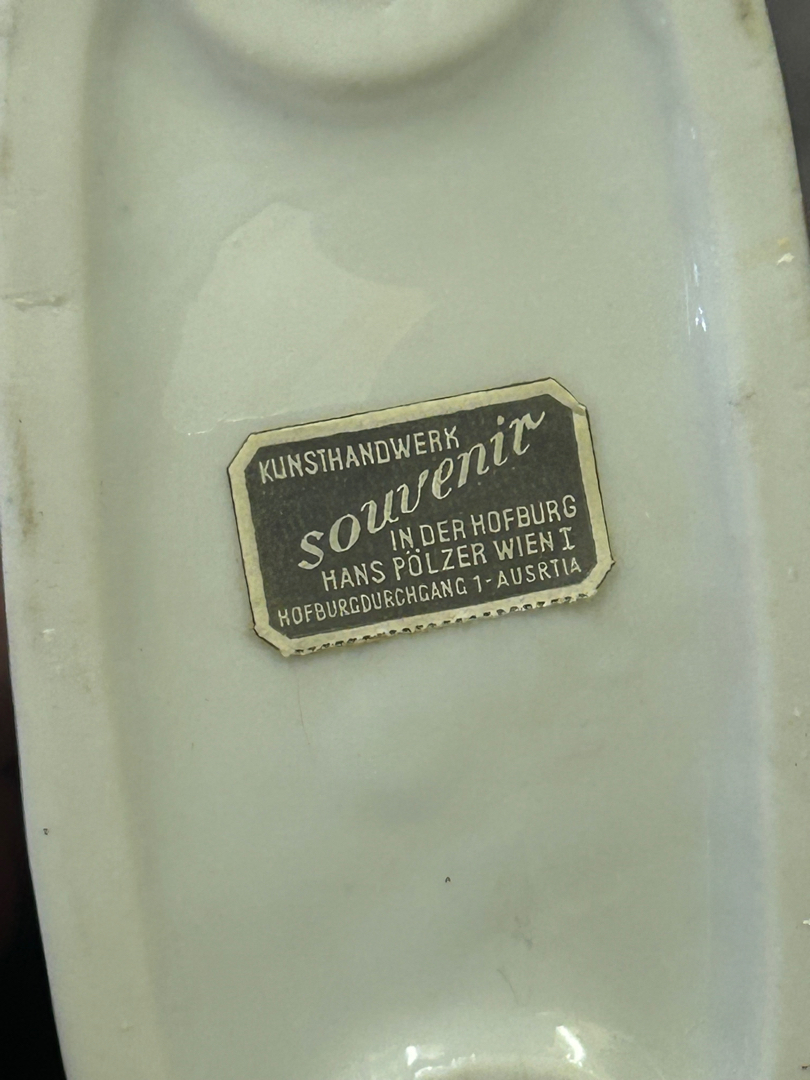 KUNSTHANDWERK
souvenir
IN DER HOFBURG
HANS PÖLZER WIEN I
HOFBURGDURCHGANG 1-AUSRTIA